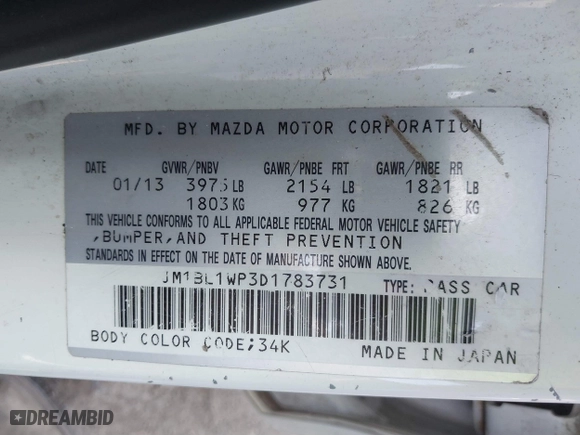 MFD. BY MAZDA MOTOR CORPORATION
DATE GVWR/PNBV GAWR/PNBE FRT GAWR/PNBE RR
01/13 3975 LB 2154 LB 1821 LB
1803 KG 977 KG 826 KG
THIS VEHICLE CONFORMS TO ALL APPLICABLE FEDERAL MOTOR VEHICLE SAFETY
,BUMPER,AND THEFT PREVENTION
STANDARDS IN EFFECT ON THE DATE OF MANUFACTURE SHOWN ABOVE.
JM1BL1WP3D1783731 TYPE: PASS CAR
BODY COLOR CODE;34K MADE IN JAPAN
DREAMBID